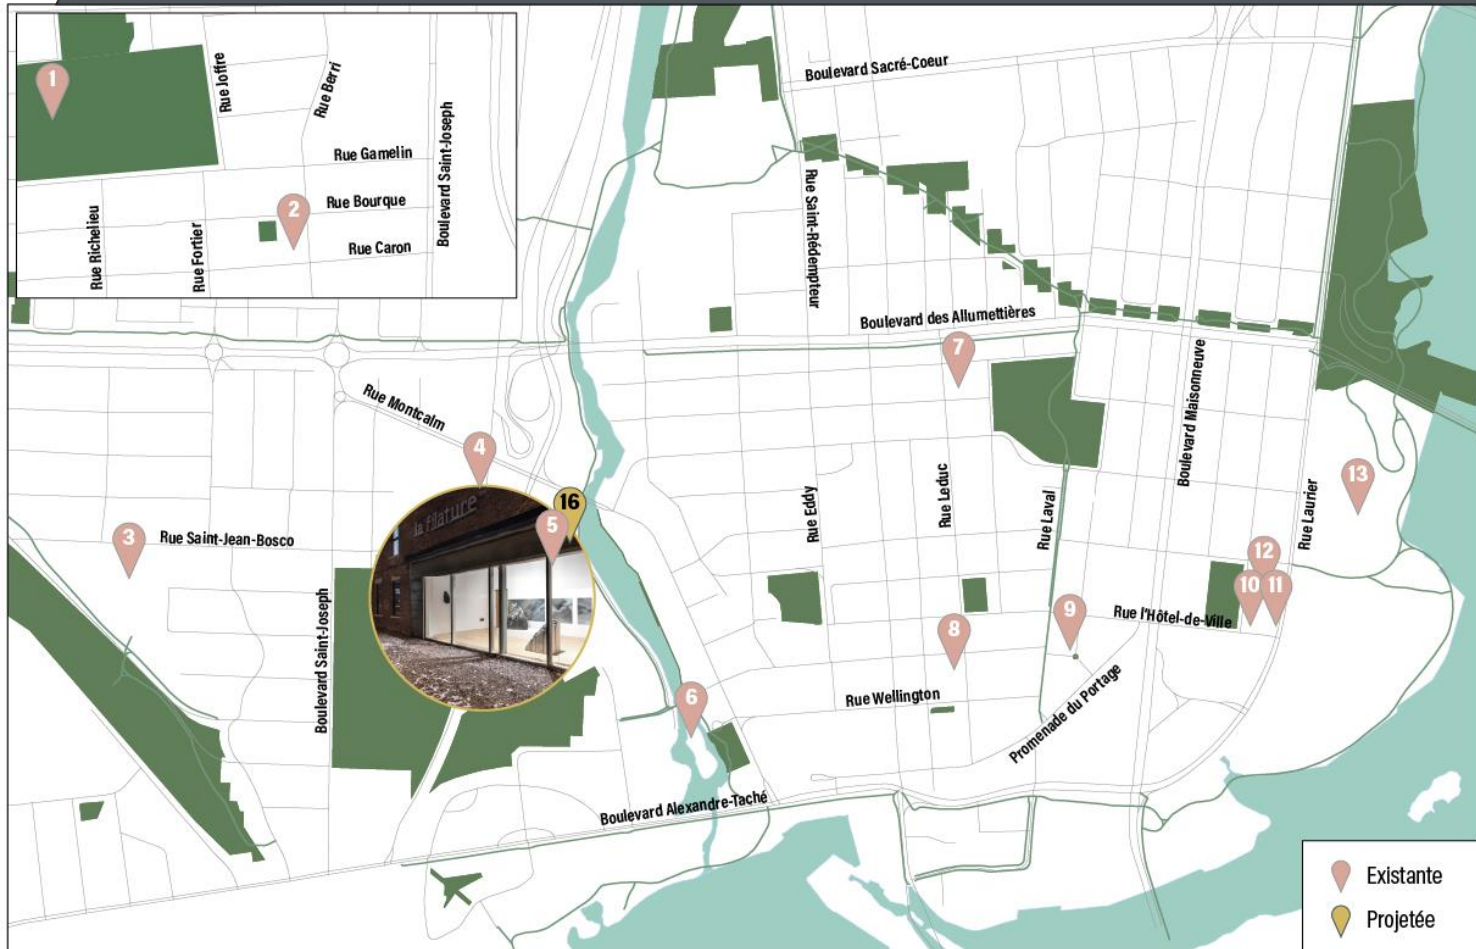 1
Rue Joffre
Rue Berri
Rue Gamelin
Boulevard Saint-Joseph
2
Rue Bourque
Rue Richelieu
Rue Fortier
Rue Caron
Boulevard Sacré-Coeur
Rue Saint-Rédempteur
Boulevard des Allumettières
7
Boulevard Maisonneuve
Rue Montcalm
4
16
5
la filature
3
Rue Saint-Jean-Bosco
Boulevard Saint-Joseph
Rue Eddy
Rue Leduc
Rue Laval
Rue Laurier
13
12
10
11
9
Rue l'Hôtel-de-Ville
8
6
Rue Wellington
Promenade du Portage
Boulevard Alexandre-Taché
Existante
Projetée